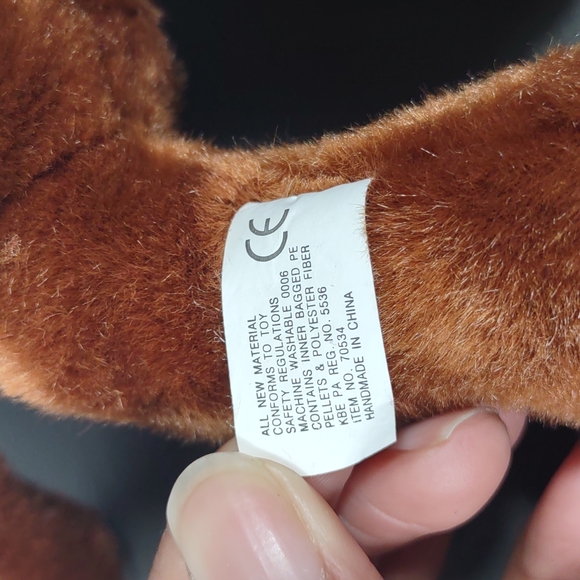 CE
ALL NEW MATERIAL
CONFORMS TO TOY
SAFETY REGULATIONS
MACHINE WASHABLE 0006
CONTAINS INNER BAGGED PE
PELLETS & POLYESTER FIBER
KBE PA REG. NO. 5536
ITEM NO. 70534
HANDMADE IN CHINA